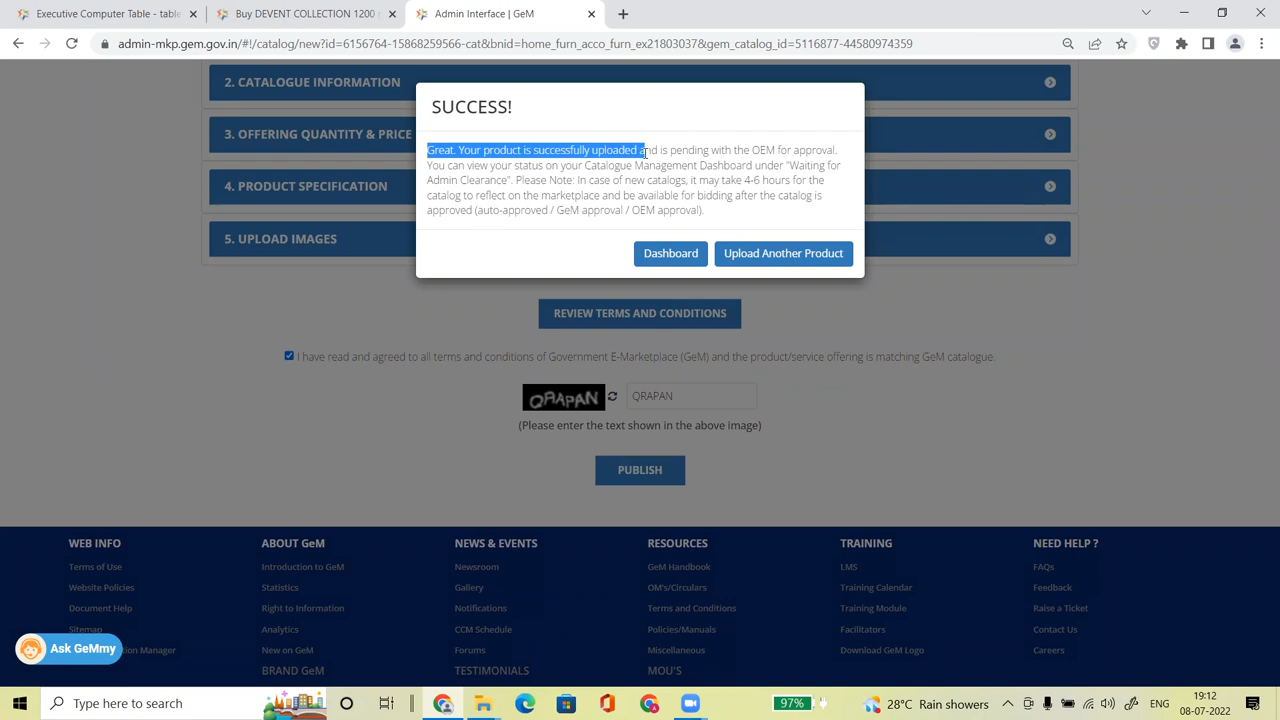 Executive Computer Table - table
Buy DEVENT COLLECTION 1200
Admin Interface | GeM
admin-mkp.gem.gov.in/#!/catalog/new?id=6156764-15868259566-cat&bnid=home_furn_acco_furn_ex21803037&gem_catalog_id=5116877-44580974359
2. CATALOGUE INFORMATION
3. OFFERING QUANTITY & PRICE
4. PRODUCT SPECIFICATION
5. UPLOAD IMAGES
SUCCESS!
Great. Your product is successfully uploaded and is pending with the OEM for approval.
You can view your status on your Catalogue Management Dashboard under "Waiting for
Admin Clearance". Please Note: In case of new catalogs, it may take 4-6 hours for the
catalog to reflect on the marketplace and be available for bidding after the catalog is
approved (auto-approved / GeM approval / OEM approval).
Dashboard
Upload Another Product
REVIEW TERMS AND CONDITIONS
I have read and agreed to all terms and conditions of Government E-Marketplace (GeM) and the product/service offering is matching GeM catalogue.
QRAPAN
QRAPAN
(Please enter the text shown in the above image)
PUBLISH
WEB INFO
Terms of Use
Website Policies
Document Help
Sitemap
ion Manager
ABOUT GeM
Introduction to GeM
Statistics
Right to Information
Analytics
New on GeM
BRAND GeM
NEWS & EVENTS
Newsroom
Gallery
Notifications
CCM Schedule
Forums
TESTIMONIALS
RESOURCES
GeM Handbook
OM's/Circulars
Terms and Conditions
Policies/Manuals
Miscellaneous
MOU'S
TRAINING
LMS
Training Calendar
Training Module
Facilitators
Download GeM Logo
NEED HELP ?
FAQs
Feedback
Raise a Ticket
Contact Us
Careers
Ask GeMmy
Type here to search
97%
28°C Rain showers
ENG
19:12
08-07-2022